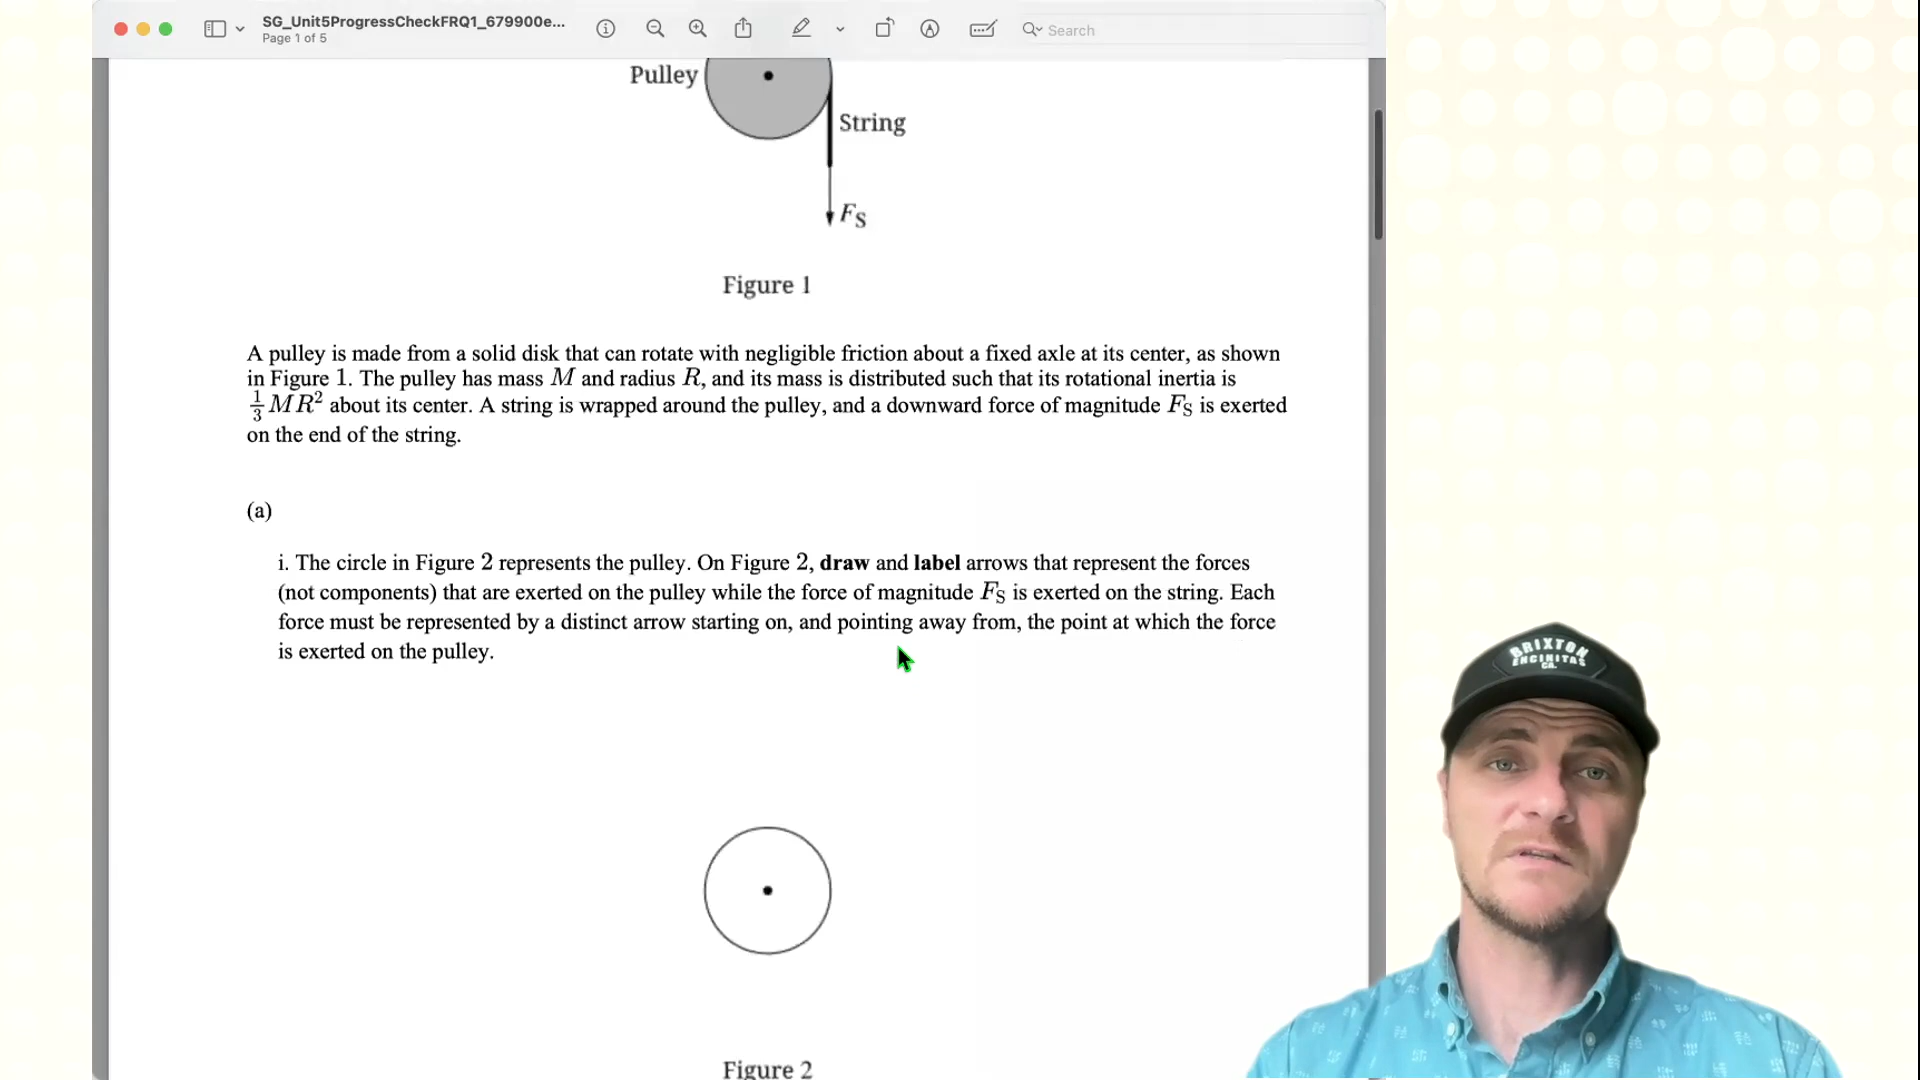 SG_Unit5ProgressCheckFRQ1_679900e...
Page 1 of 5
Search
Pulley
String
F_S
Figure 1
A pulley is made from a solid disk that can rotate with negligible friction about a fixed axle at its center, as shown
in Figure 1. The pulley has mass M and radius R, and its mass is distributed such that its rotational inertia is
1/3 MR² about its center. A string is wrapped around the pulley, and a downward force of magnitude F_S is exerted
on the end of the string.
(a)
i. The circle in Figure 2 represents the pulley. On Figure 2, draw and label arrows that represent the forces
(not components) that are exerted on the pulley while the force of magnitude F_S is exerted on the string. Each
force must be represented by a distinct arrow starting on, and pointing away from, the point at which the force
is exerted on the pulley.
Figure 2
BRIXTON
ENCINITAS
CA.